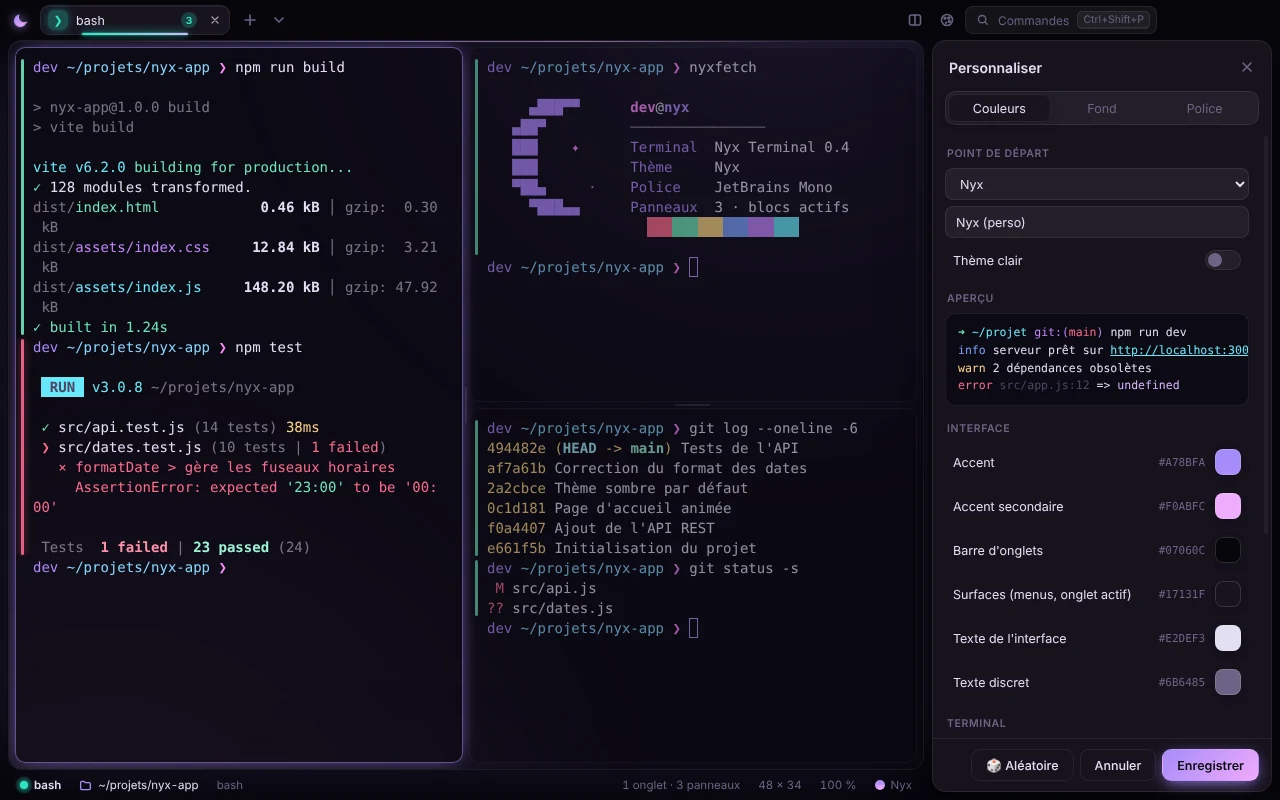 bash 3
Commandes Ctrl+Shift+P
dev ~/projets/nyx-app ❯ npm run build
> nyx-app@1.0.0 build
> vite build
vite v6.2.0 building for production...
✓ 128 modules transformed.
dist/index.html 0.46 kB │ gzip: 0.30
kB
dist/assets/index.css 12.84 kB │ gzip: 3.21
kB
dist/assets/index.js 148.20 kB │ gzip: 47.92
kB
✓ built in 1.24s
dev ~/projets/nyx-app ❯ npm test
RUN v3.0.8 ~/projets/nyx-app
✓ src/api.test.js (14 tests) 38ms
❯ src/dates.test.js (10 tests | 1 failed)
× formatDate > gère les fuseaux horaires
AssertionError: expected '23:00' to be '00:
00'
Tests 1 failed | 23 passed (24)
dev ~/projets/nyx-app ❯
dev ~/projets/nyx-app ❯ nyxfetch
dev@nyx
Terminal Nyx Terminal 0.4
Thème Nyx
Police JetBrains Mono
Panneaux 3 · blocs actifs
dev ~/projets/nyx-app ❯
dev ~/projets/nyx-app ❯ git log --oneline -6
494482e (HEAD -> main) Tests de l'API
af7a61b Correction du format des dates
2a2cbce Thème sombre par défaut
0c1d181 Page d'accueil animée
f0a4407 Ajout de l'API REST
e661f5b Initialisation du projet
dev ~/projets/nyx-app ❯ git status -s
M src/api.js
?? src/dates.js
dev ~/projets/nyx-app ❯
Personnaliser
Couleurs Fond Police
POINT DE DÉPART
Nyx
Nyx (perso)
Thème clair
APERÇU
➜ ~/projet git:(main) npm run dev
info serveur prêt sur http://localhost:300
warn 2 dépendances obsolètes
error src/app.js:12 => undefined
INTERFACE
Accent #A78BFA
Accent secondaire #F0ABFC
Barre d'onglets #07060C
Surfaces (menus, onglet actif) #17131F
Texte de l'interface #E2DEF3
Texte discret #6B6485
TERMINAL
🎲 Aléatoire Annuler Enregistrer
bash ~/projets/nyx-app bash
1 onglet · 3 panneaux 48 × 34 100 % Nyx